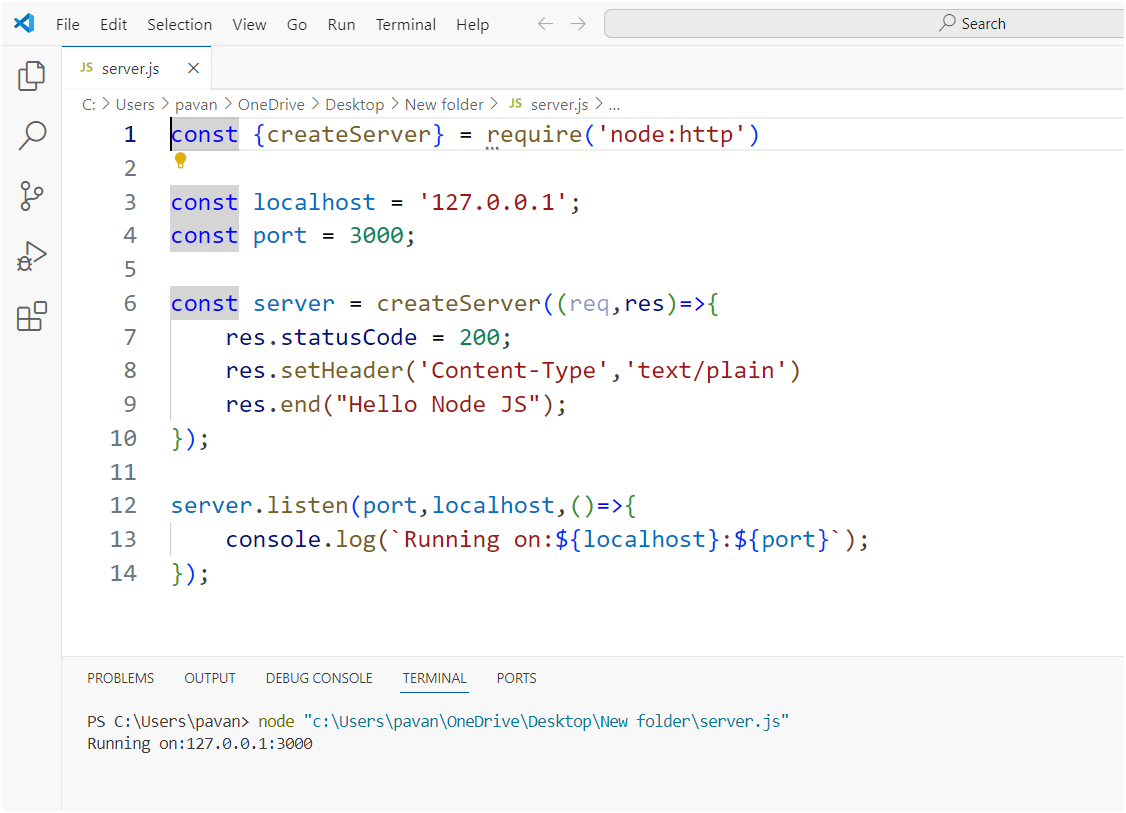 File Edit Selection View Go Run Terminal Help Search
JS server.js
C: > Users > pavan > OneDrive > Desktop > New folder > JS server.js > ...
1 const {createServer} = require('node:http')
2
3 const localhost = '127.0.0.1';
4 const port = 3000;
5
6 const server = createServer((req,res)=>{
7     res.statusCode = 200;
8     res.setHeader('Content-Type','text/plain')
9     res.end("Hello Node JS");
10 });
11
12 server.listen(port,localhost,()=>{
13     console.log(`Running on:${localhost}:${port}`);
14 });
PROBLEMS OUTPUT DEBUG CONSOLE TERMINAL PORTS
PS C:\Users\pavan> node "c:\Users\pavan\OneDrive\Desktop\New folder\server.js"
Running on:127.0.0.1:3000